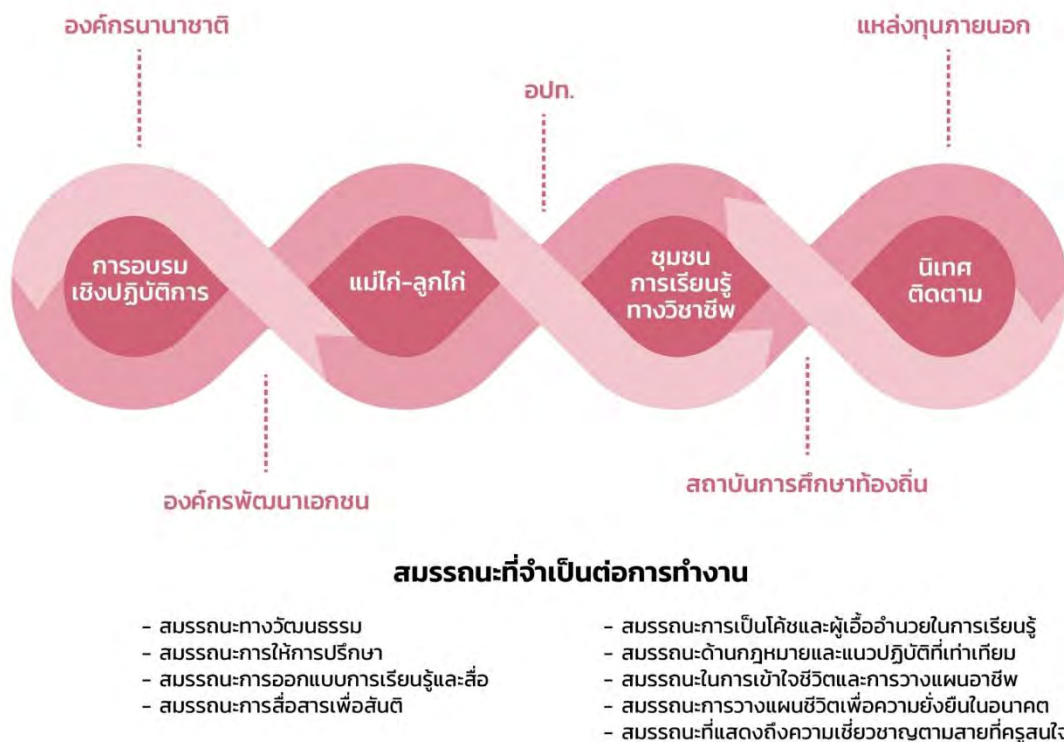 องค์กรนานาชาติ
แหล่งทุนภายนอก
อปท.
การอบรม
เชิงปฏิบัติการ
แม่ไก่-ลูกไก่
ชุมชน
การเรียนรู้
ทางวิชาชีพ
นิเทศ
ติดตาม
องค์กรพัฒนาเอกชน
สถาบันการศึกษาท้องถิ่น
สมรรถนะที่จำเป็นต่อการทำงาน
- สมรรถนะทางวัฒนธรรม
- สมรรถนะการให้การปรึกษา
- สมรรถนะการออกแบบการเรียนรู้และสื่อ
- สมรรถนะการสื่อสารเพื่อสันติ
- สมรรถนะการเป็นโค้ชและผู้เอื้ออำนวยในการเรียนรู้
- สมรรถนะด้านกฎหมายและแนวปฏิบัติที่เท่าเทียม
- สมรรถนะในการเข้าใจชีวิตและการวางแผนอาชีพ
- สมรรถนะการวางแผนชีวิตเพื่อความยั่งยืนในอนาคต
- สมรรถนะที่แสดงถึงความเชี่ยวชาญตามสายที่ครูสนใจ